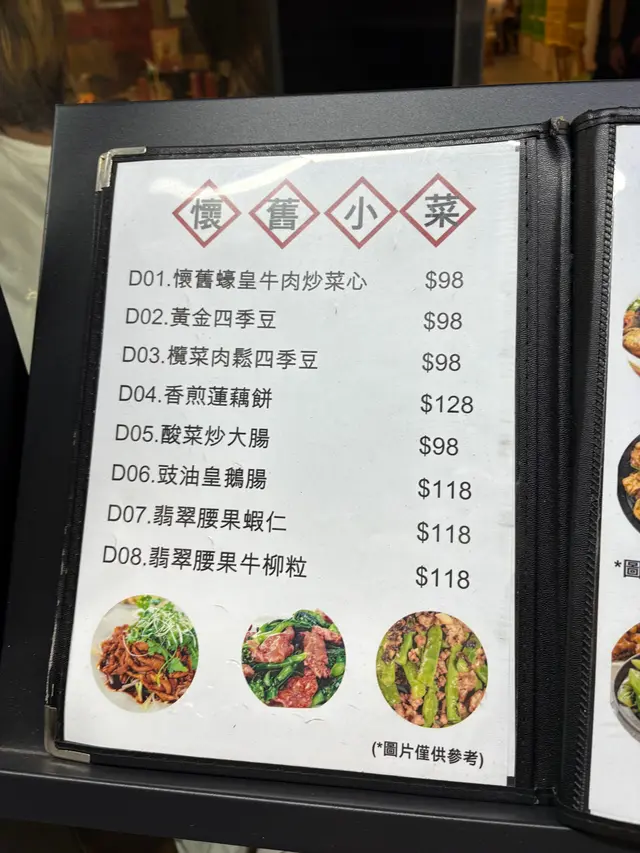 懷舊小菜
D01.懷舊蠔皇牛肉炒菜心 $98
D02.黃金四季豆 $98
D03.欖菜肉鬆四季豆 $98
D04.香煎蓮藕餅 $128
D05.酸菜炒大腸 $98
D06.豉油皇鵝腸 $118
D07.翡翠腰果蝦仁 $118
D08.翡翠腰果牛柳粒 $118
(*圖片僅供參考)
*圖